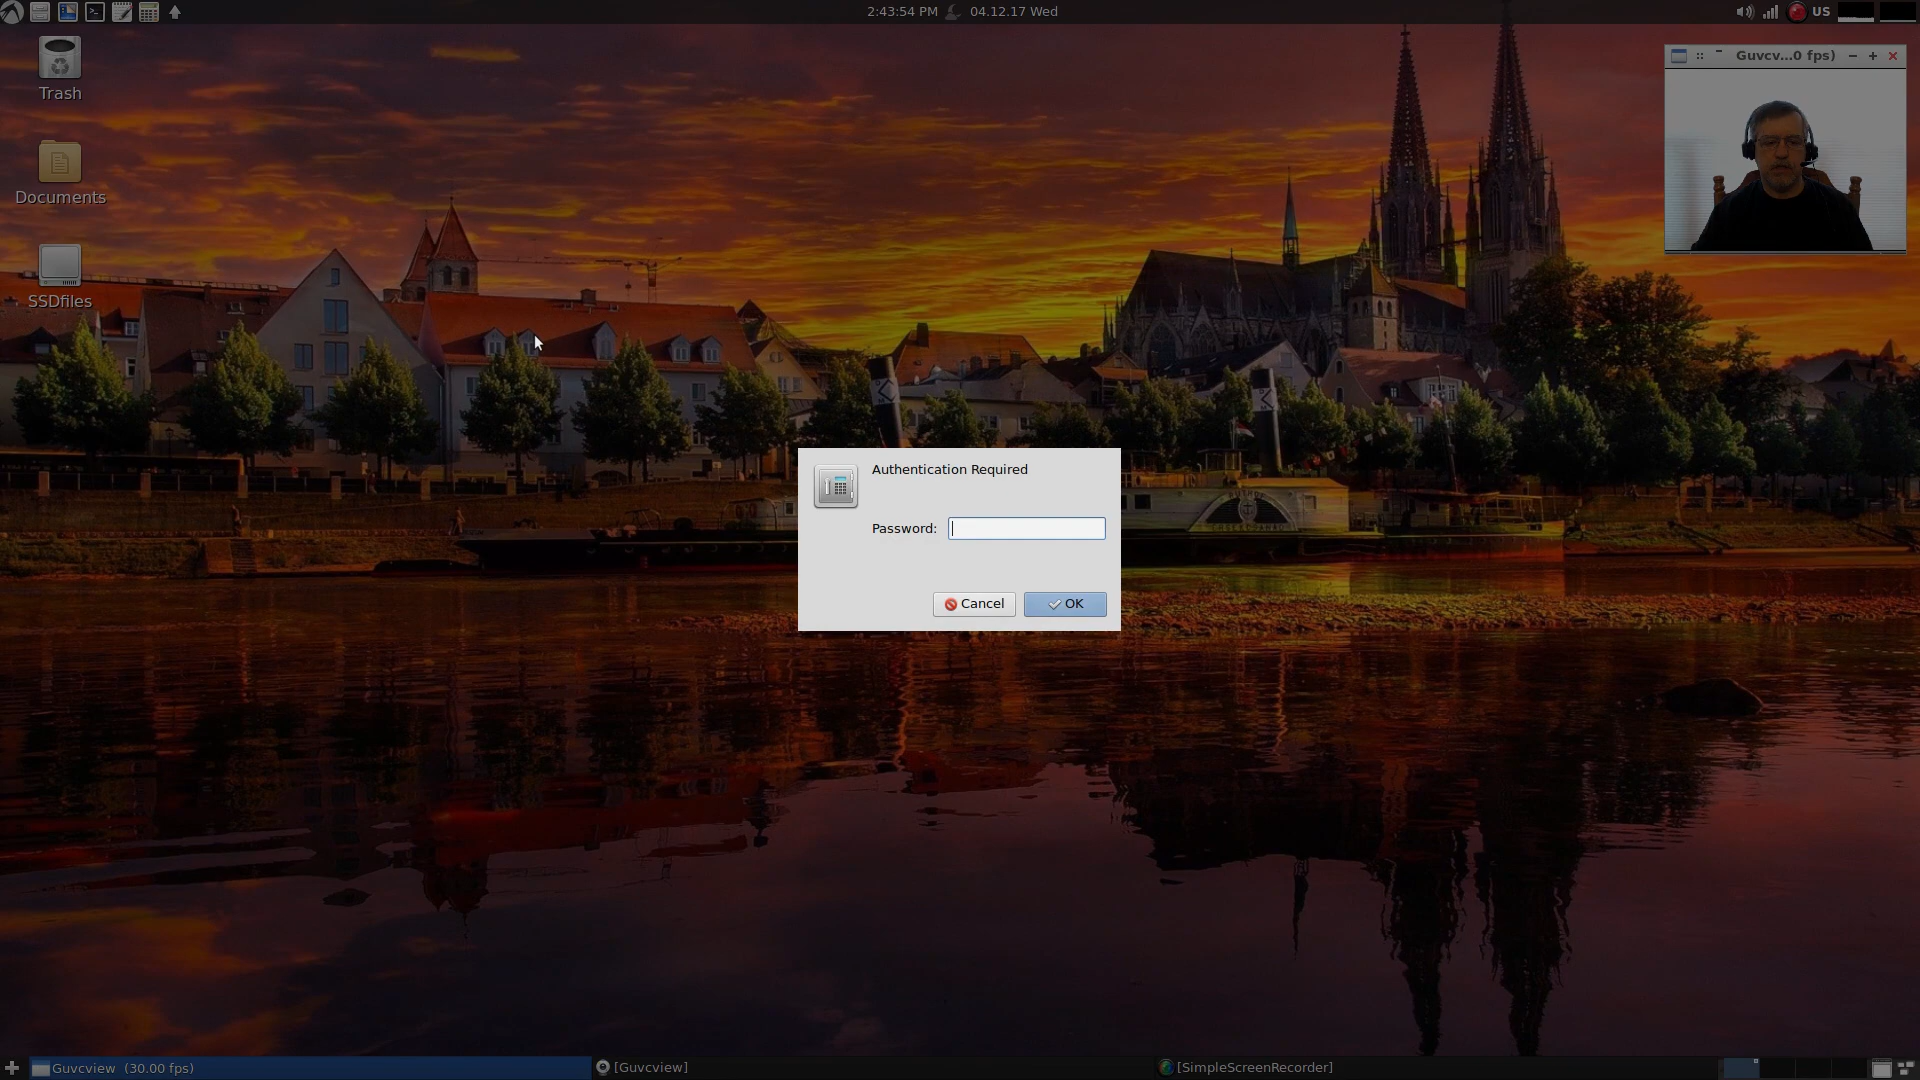 2:43:54 PM 04.12.17 Wed
US
Trash
Documents
SSDfiles
Guvcv...0 fps)
Authentication Required
Password:
Cancel
OK
Guvcview (30.00 fps)
[Guvcview]
[SimpleScreenRecorder]